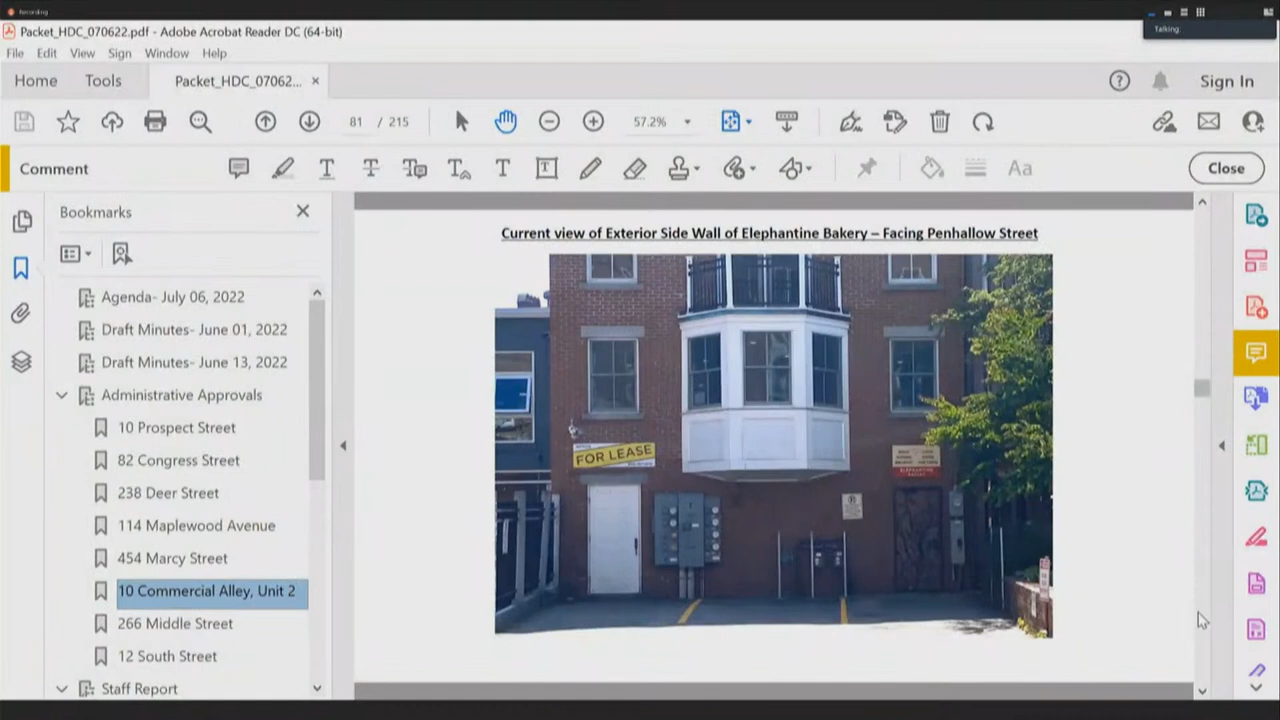 Recording
Packet_HDC_070622.pdf - Adobe Acrobat Reader DC (64-bit)
Talking:
File Edit View Sign Window Help
Home Tools Packet_HDC_07062... × Sign In
81 / 215 57.2%
Comment Close
Bookmarks
Agenda- July 06, 2022
Draft Minutes- June 01, 2022
Draft Minutes- June 13, 2022
Administrative Approvals
10 Prospect Street
82 Congress Street
238 Deer Street
114 Maplewood Avenue
454 Marcy Street
10 Commercial Alley, Unit 2
266 Middle Street
12 South Street
Staff Report
Current view of Exterior Side Wall of Elephantine Bakery – Facing Penhallow Street
FOR LEASE
ELEPHANTINE